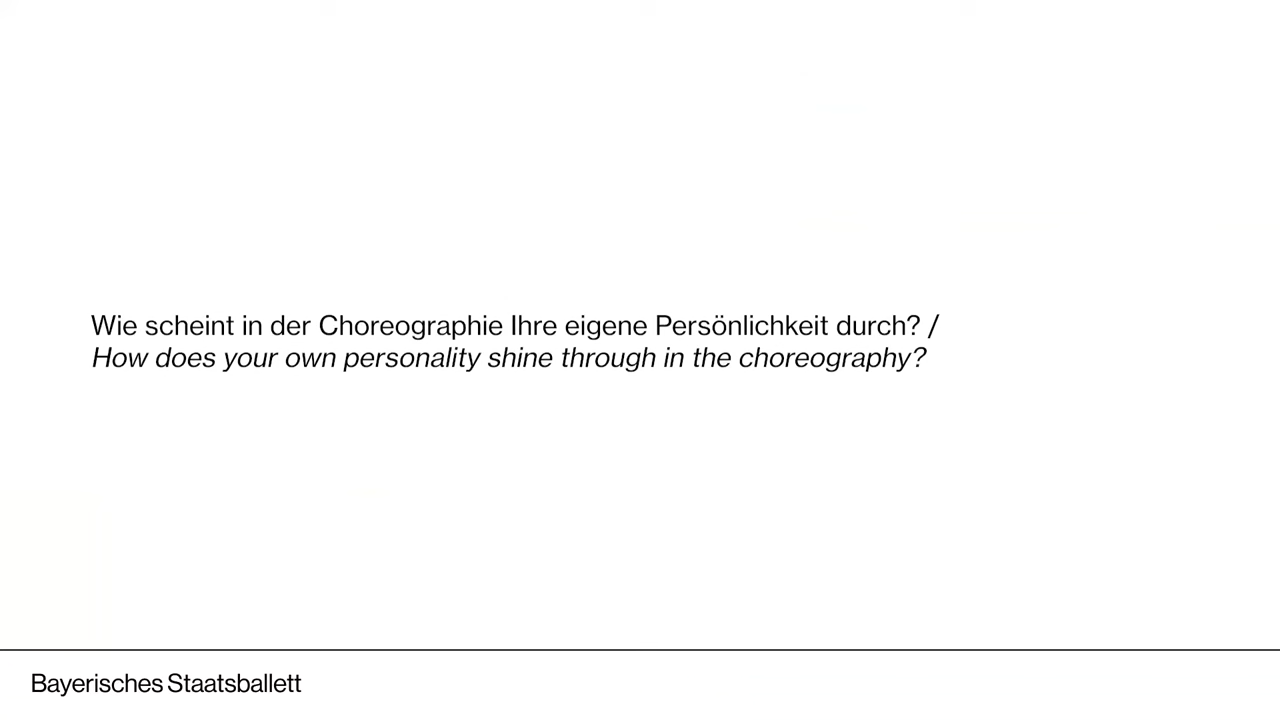 Wie scheint in der Choreographie Ihre eigene Persönlichkeit durch? /
How does your own personality shine through in the choreography?
Bayerisches Staatsballett